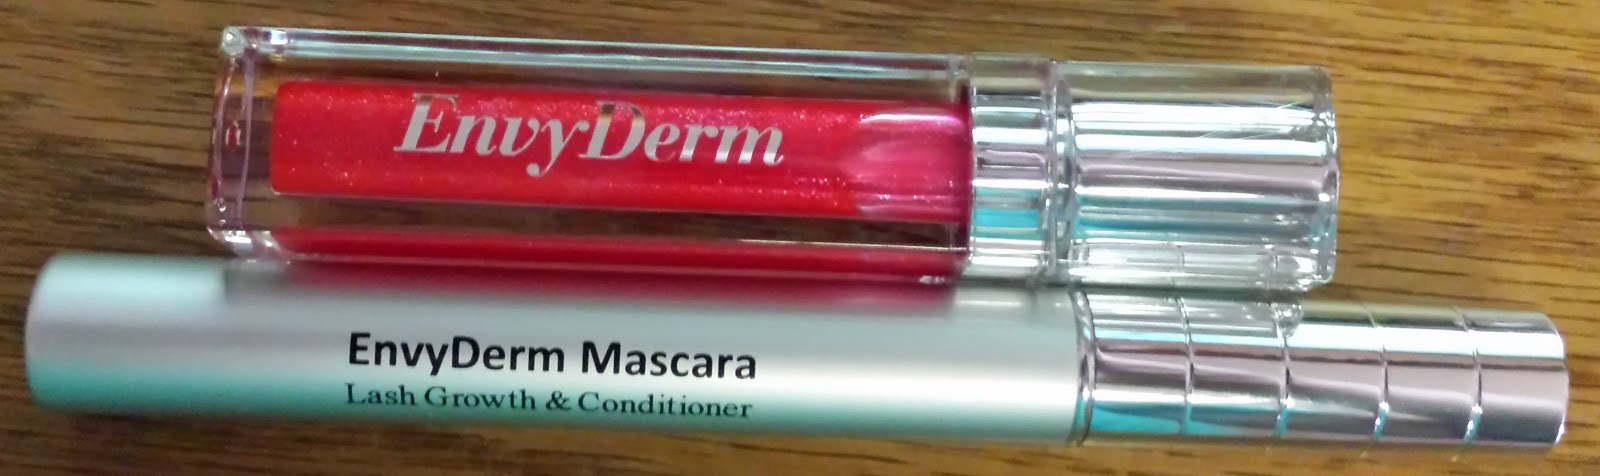 EnvyDerm
EnvyDerm Mascara
Lash Growth & Conditioner